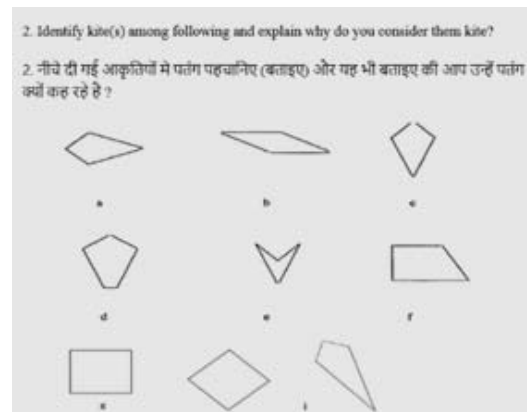 2. Identify kite(s) among following and explain why do you consider them kite?
2. नीचे दी गई आकृतियों मे पतंग पहचानिए (बताइए) और यह भी बताइए की आप उन्हें पतंग
क्यों कह रहे है ?
a b c
d e f
g i